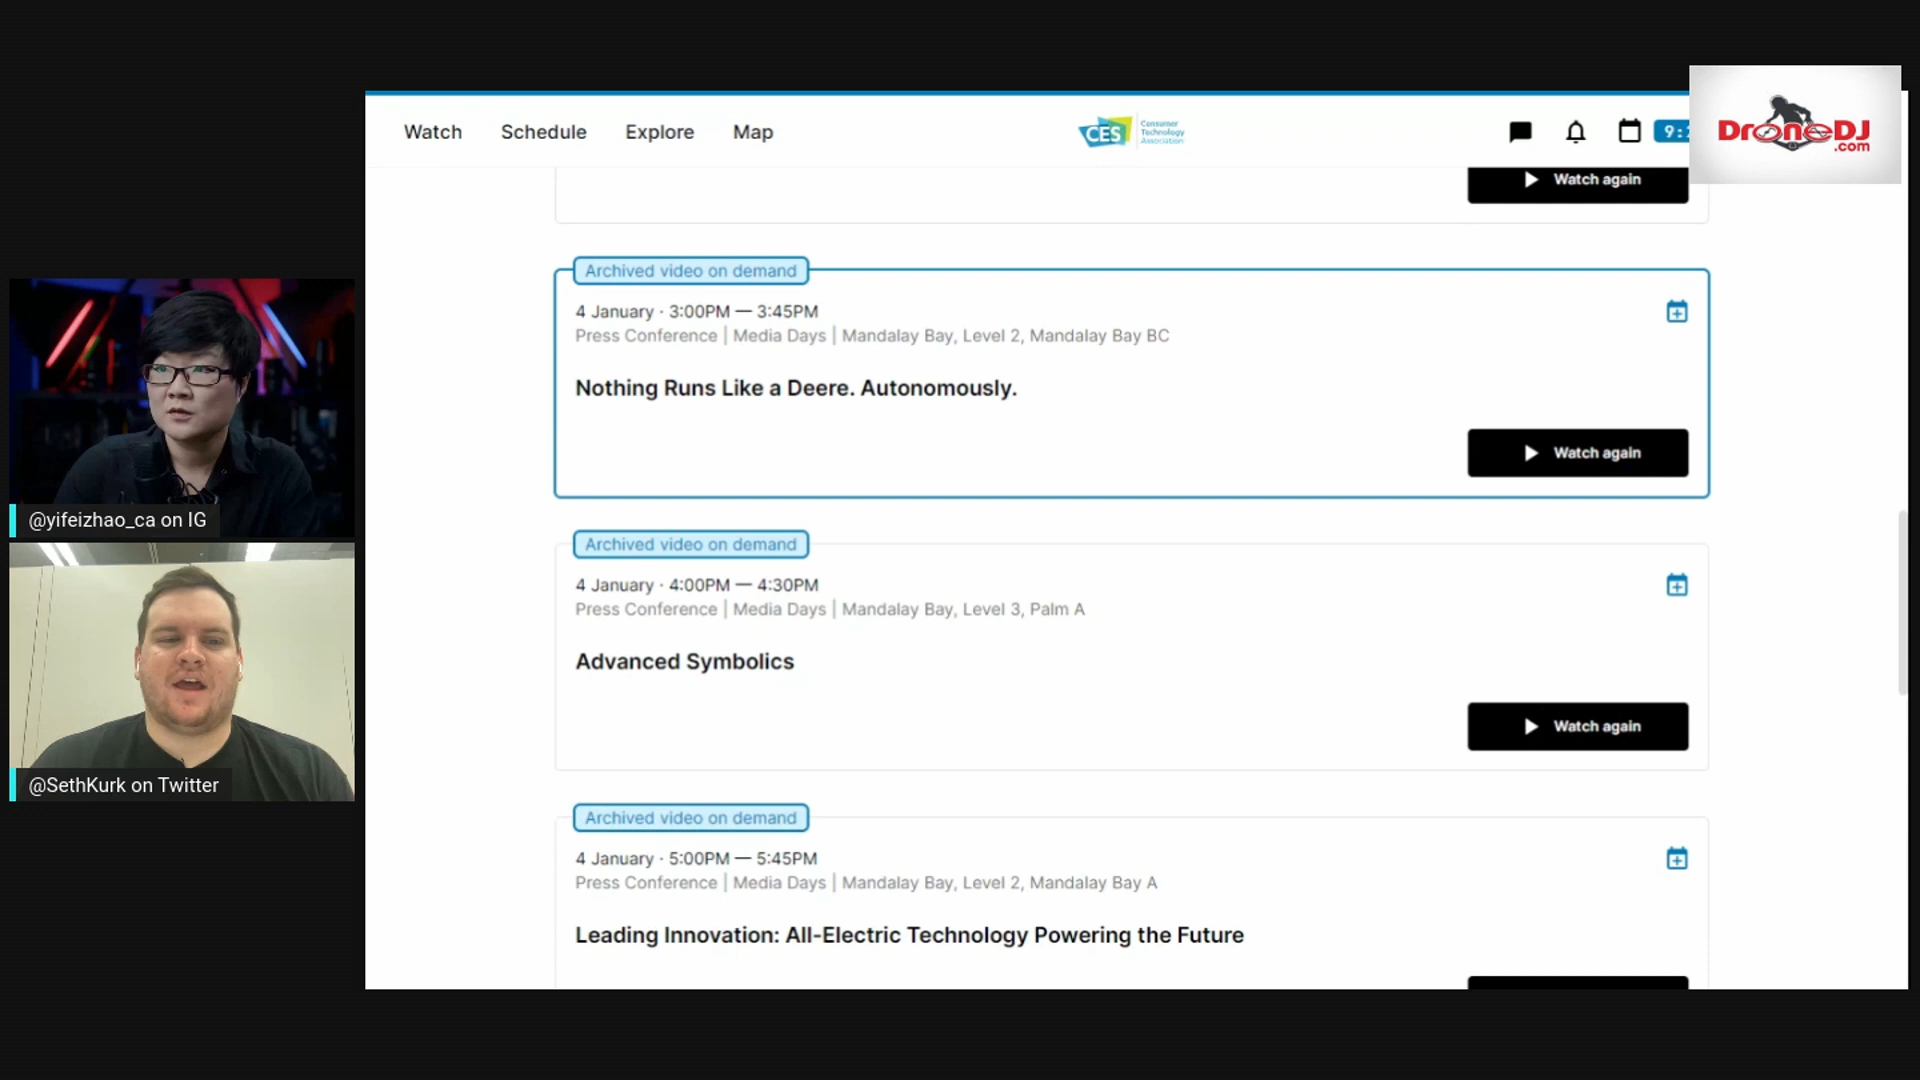 Watch Schedule Explore Map
CES Consumer
Technology
Association
9:
DroneDJ
.com
Watch again
Archived video on demand
4 January · 3:00PM — 3:45PM
Press Conference | Media Days | Mandalay Bay, Level 2, Mandalay Bay BC
Nothing Runs Like a Deere. Autonomously.
Watch again
Archived video on demand
4 January · 4:00PM — 4:30PM
Press Conference | Media Days | Mandalay Bay, Level 3, Palm A
Advanced Symbolics
Watch again
Archived video on demand
4 January · 5:00PM — 5:45PM
Press Conference | Media Days | Mandalay Bay, Level 2, Mandalay Bay A
Leading Innovation: All-Electric Technology Powering the Future
@yifeizhao_ca on IG
@SethKurk on Twitter